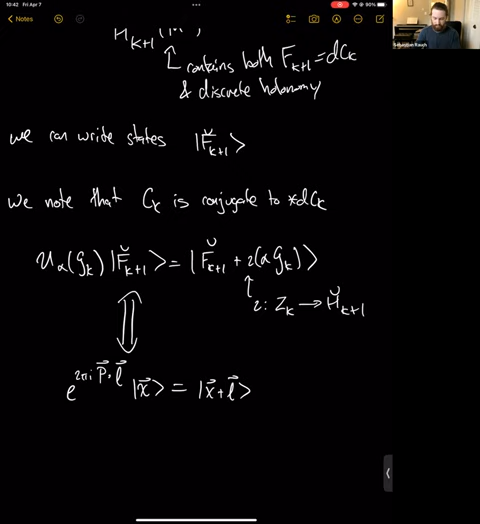 10:42 Fri Apr 7
90%
Notes
Sebastian Rauch
H_{k+1}(M)
contains both F_{k+1} = dC_k
& discrete holonomy
we can write states |F̆_{k+1}⟩
We note that C_k is conjugate to *dC_k
U_α(g_k) |F̆_{k+1}⟩ = |F̆_{k+1} + 2(α g_k)⟩
2: Z_k → H̆_{k+1}
e^{2πi p⃗·l⃗} |x⃗⟩ = |x⃗+l⃗⟩